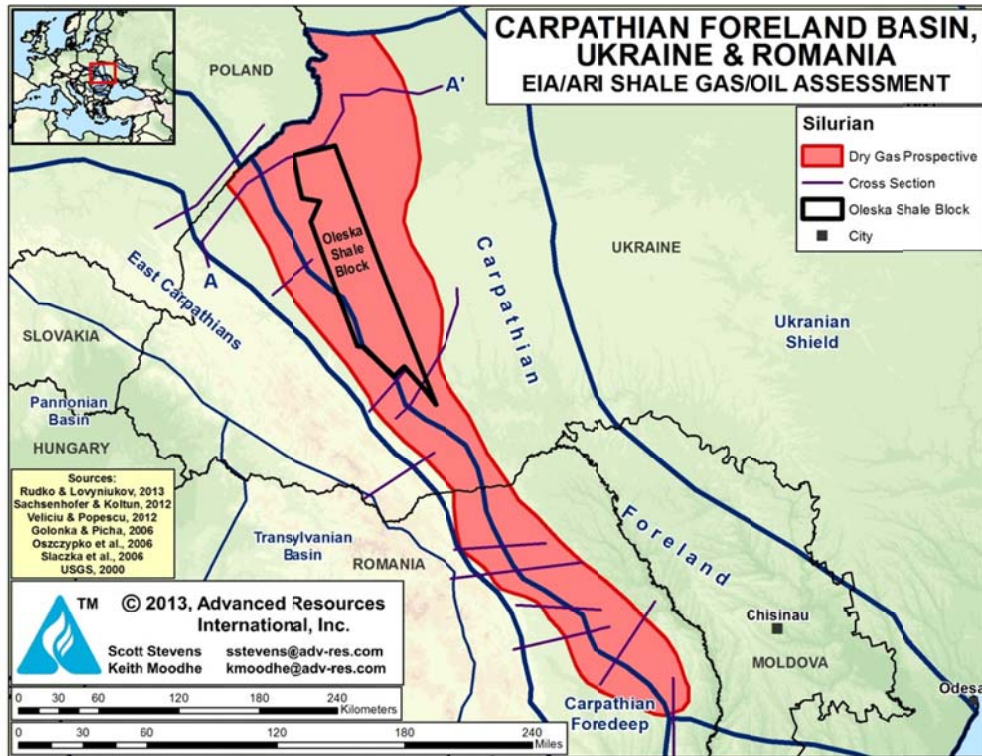 CARPATHIAN FORELAND BASIN,
UKRAINE & ROMANIA
EIA/ARI SHALE GAS/OIL ASSESSMENT
Silurian
Dry Gas Prospective
Cross Section
Oleska Shale Block
City
POLAND
A'
Oleska
Shale
Block
UKRAINE
A
East Carpathians
Carpathian
Foreland
Ukranian
Shield
SLOVAKIA
Pannonian
Basin
HUNGARY
Sources:
Rudko & Lovyniukov, 2013
Sachsenhofer & Koltun, 2012
Veliciu & Popescu, 2012
Golonka & Picha, 2006
Oszczypko et al., 2006
Slaczka et al., 2006
USGS, 2000
Transylvanian
Basin
ROMANIA
Chisinau
MOLDOVA
Odesa
Carpathian
Foredeep
TM
© 2013, Advanced Resources
International, Inc.
Scott Stevens sstevens@adv-res.com
Keith Moodhe kmoodhe@adv-res.com
0 30 60 120 180 240
Kilometers
0 30 60 120 180 240
Miles